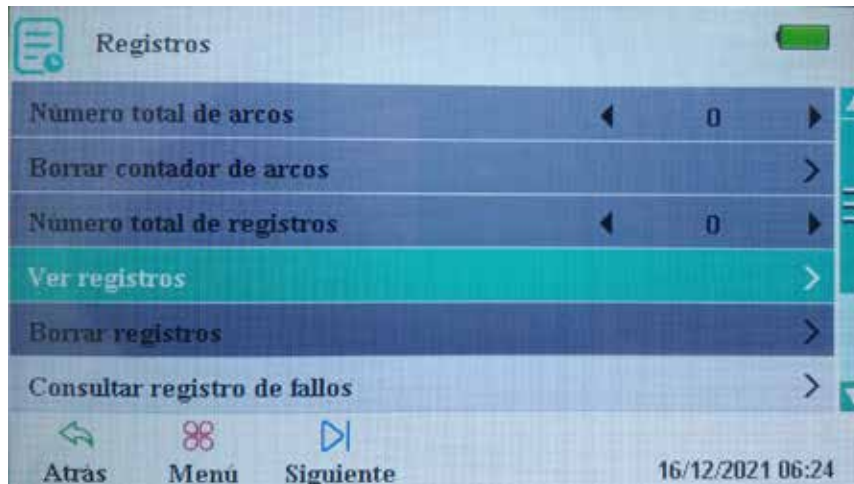 Registros
Número total de arcos 0
Borrar contador de arcos
Número total de registros 0
Ver registros
Borrar registros
Consultar registro de fallos
Atrás Menú Siguiente 16/12/2021 06:24